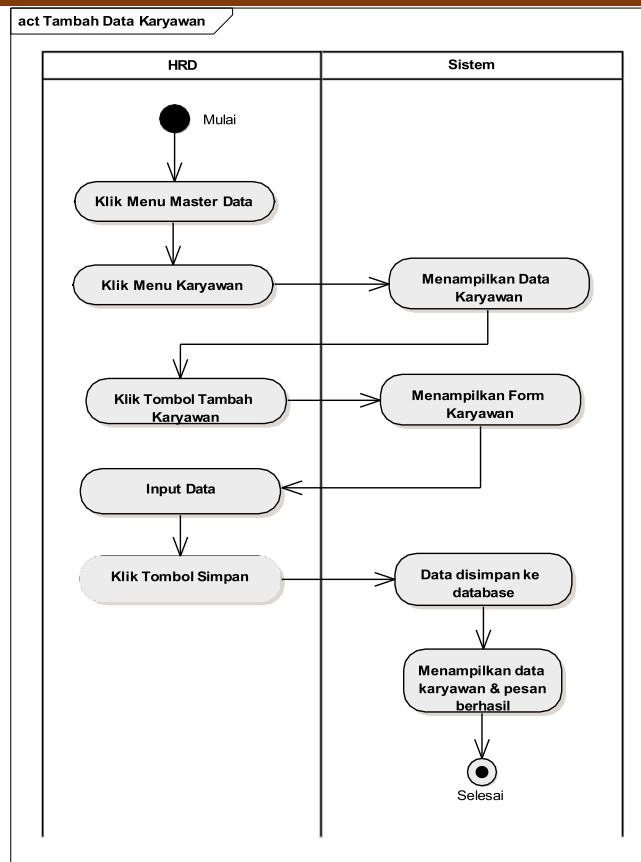 act Tambah Data Karyawan
HRD
Sistem
Mulai
Klik Menu Master Data
Klik Menu Karyawan
Menampilkan Data
Karyawan
Klik Tombol Tambah
Karyawan
Menampilkan Form
Karyawan
Input Data
Klik Tombol Simpan
Data disimpan ke
database
Menampilkan data
karyawan & pesan
berhasil
Selesai